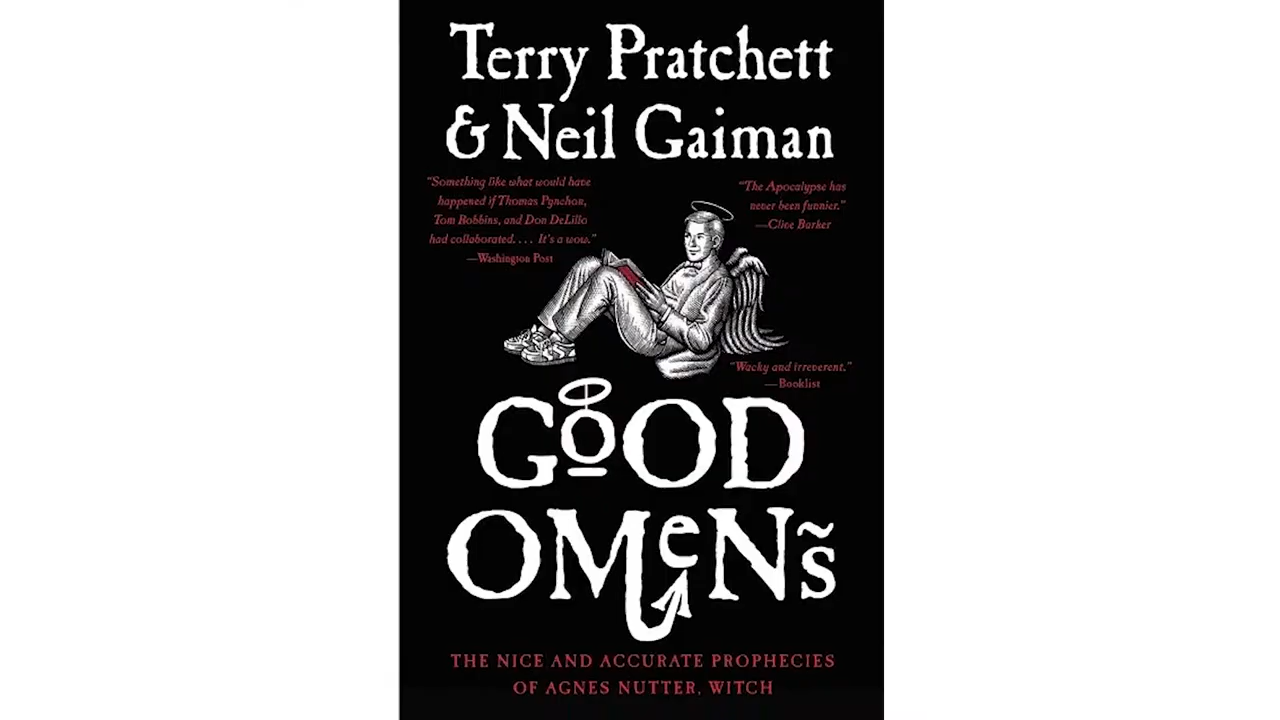 Terry Pratchett
& Neil Gaiman
"Something like what would have
happened if Thomas Pynchon,
Tom Robbins, and Don DeLillo
had collaborated. . . . It's a wow."
—Washington Post
"The Apocalypse has
never been funnier."
—Clive Barker
"Wacky and irreverent."
—Booklist
GOOD
OMENS
THE NICE AND ACCURATE PROPHECIES
OF AGNES NUTTER, WITCH